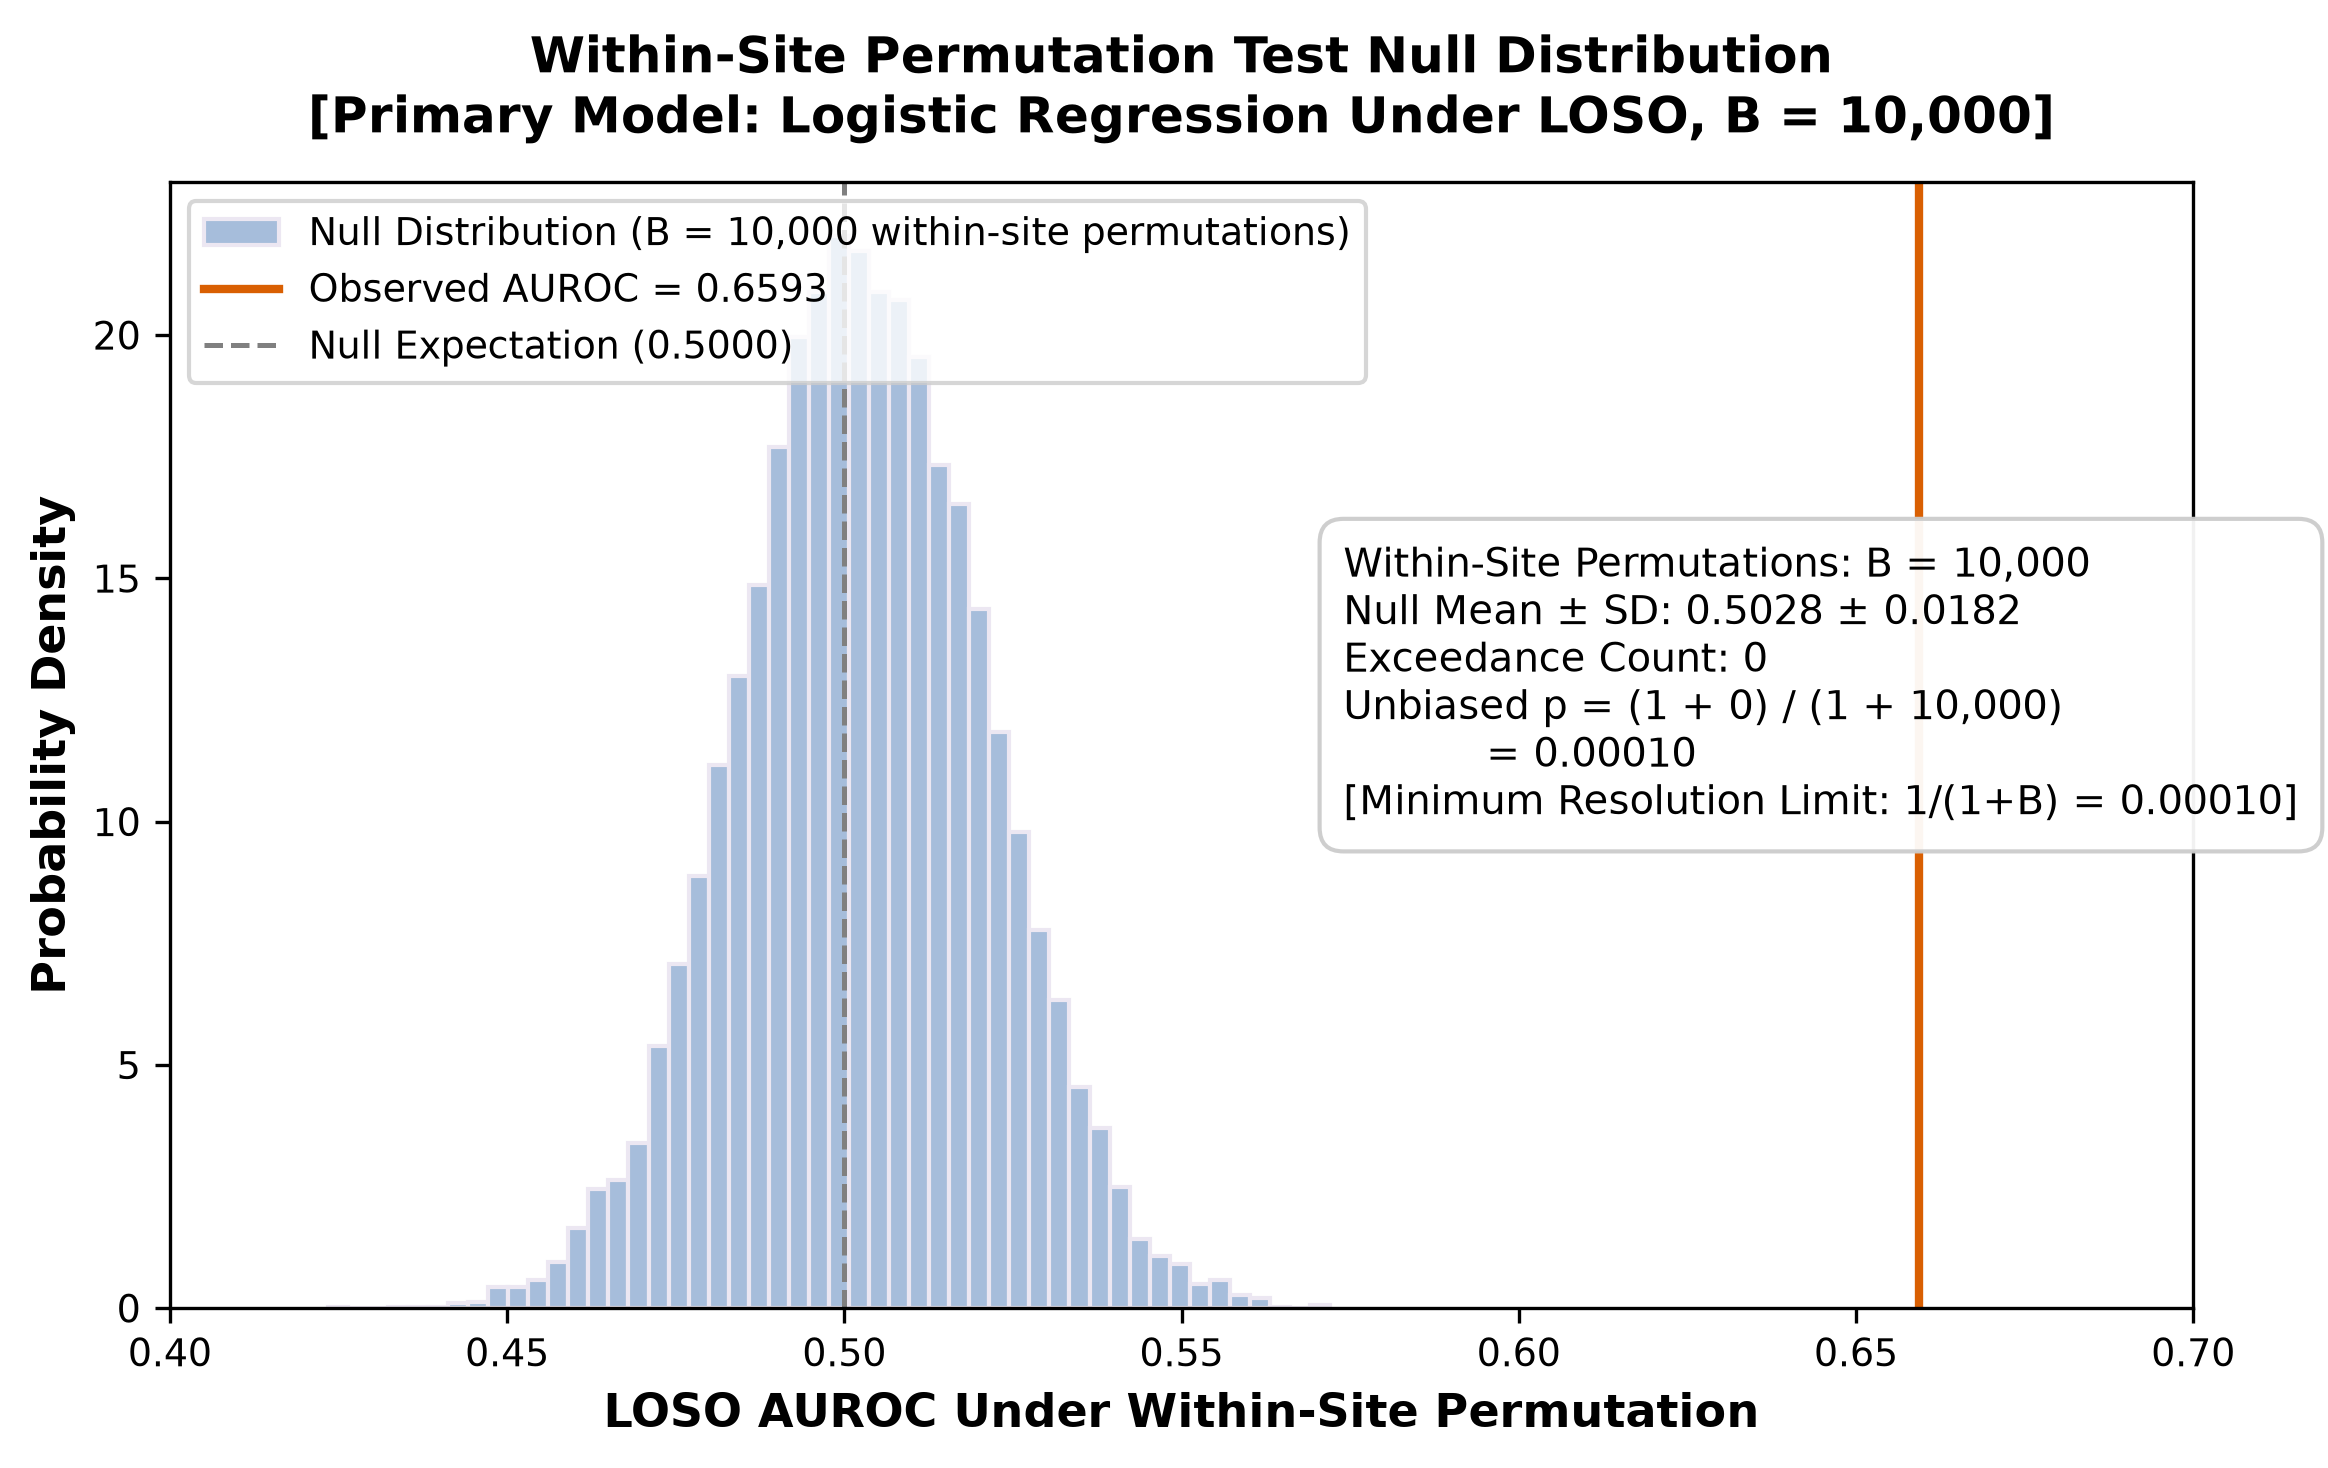 Within-Site Permutation Test Null Distribution
[Primary Model: Logistic Regression Under LOSO, B = 10,000]
Null Distribution (B = 10,000 within-site permutations)
Observed AUROC = 0.6593
Null Expectation (0.5000)
Probability Density
20
15
10
5
0
Within-Site Permutations: B = 10,000
Null Mean ± SD: 0.5028 ± 0.0182
Exceedance Count: 0
Unbiased p = (1 + 0) / (1 + 10,000)
= 0.00010
[Minimum Resolution Limit: 1/(1+B) = 0.00010]
0.40 0.45 0.50 0.55 0.60 0.65 0.70
LOSO AUROC Under Within-Site Permutation